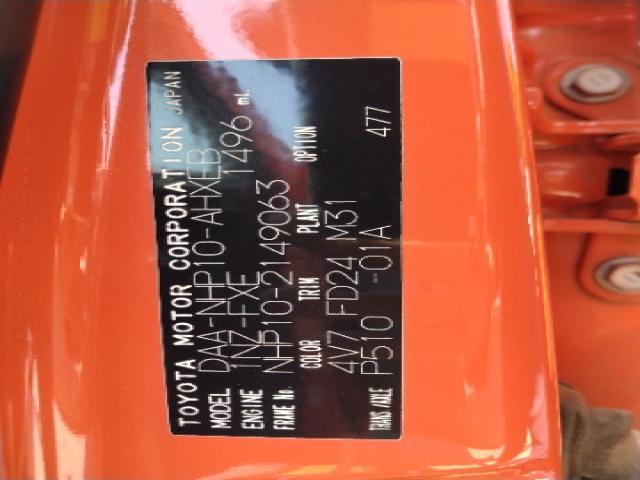 TOYOTA MOTOR CORPORATION JAPAN
MODEL DAA-NHP10-AHXEB
ENGINE 1NZ-FXE 1496 mL
FRAME No. NHP10-2149063
COLOR TRIM PLANT OPTION
4V7 FD24 M31
TRANS/AXLE P510 -01A 477